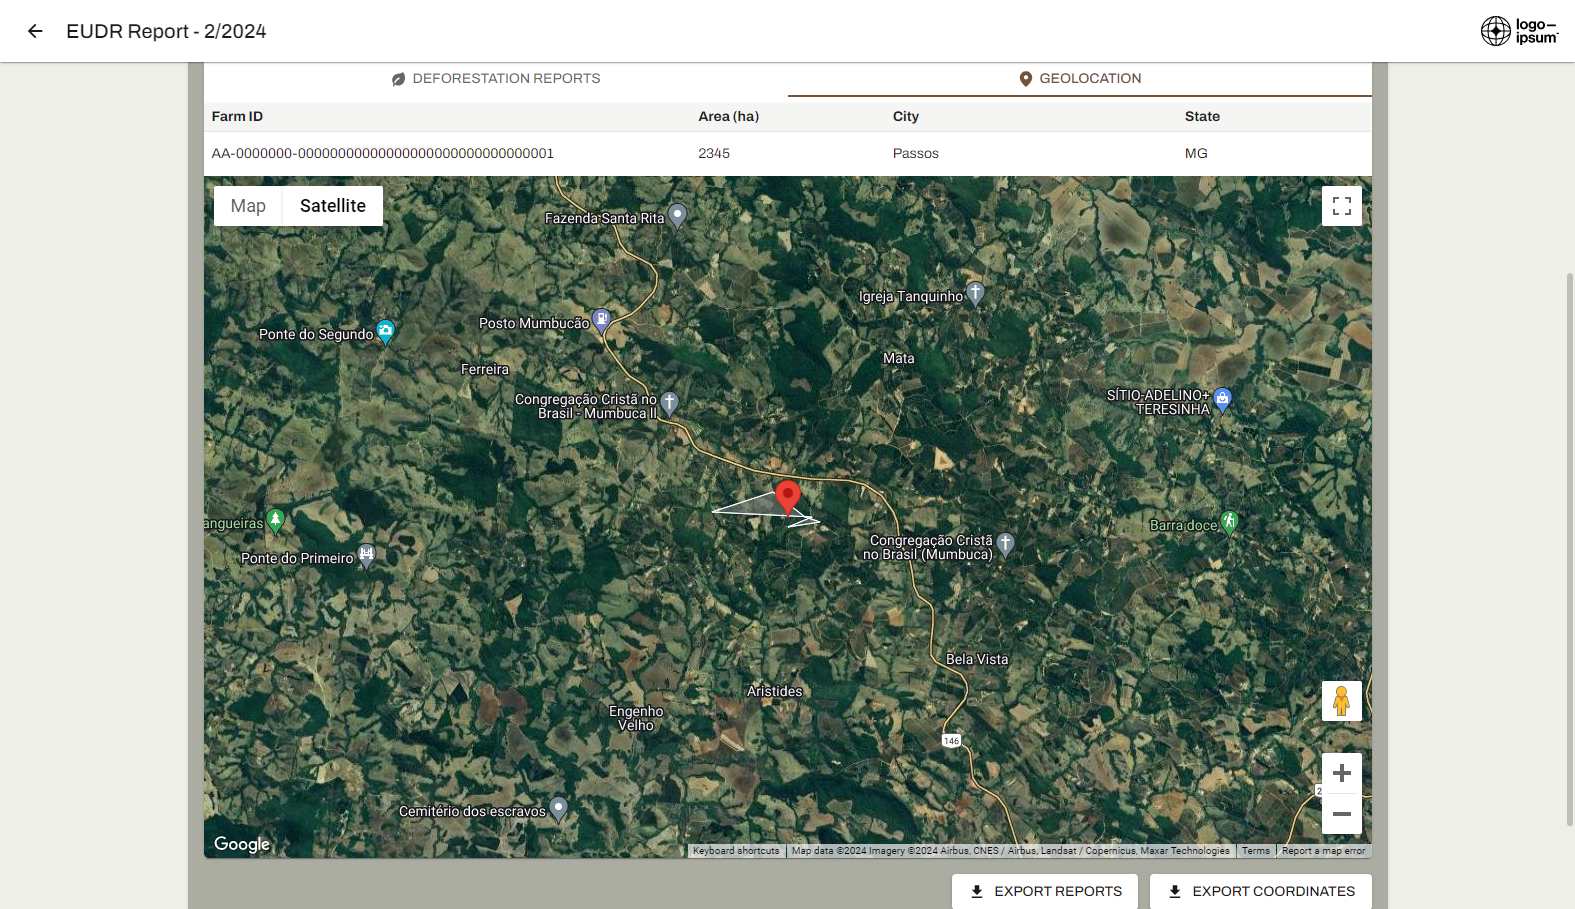 EUDR Report - 2/2024
logo—
ipsum
DEFORESTATION REPORTS
GEOLOCATION
Farm ID
Area (ha)
City
State
AA-0000000-00000000000000000000000000000001
2345
Passos
MG
Map
Satellite
Fazenda Santa Rita
Igreja Tanquinho
Posto Mumbucão
Ponte do Segundo
Mata
Ferreira
Congregação Cristã no
Brasil - Mumbuca II
SÍTIO-ADELINO+
TERESINHA
angueiras
Barra doce
Congregação Cristã
no Brasil (Mumbuca)
Ponte do Primeiro
Bela Vista
Aristides
Engenho
Velho
146
2
Cemitério dos escravos
Google
Keyboard shortcuts
Map data ©2024 Imagery ©2024 Airbus, CNES / Airbus, Landsat / Copernicus, Maxar Technologies
Terms
Report a map error
EXPORT REPORTS
EXPORT COORDINATES